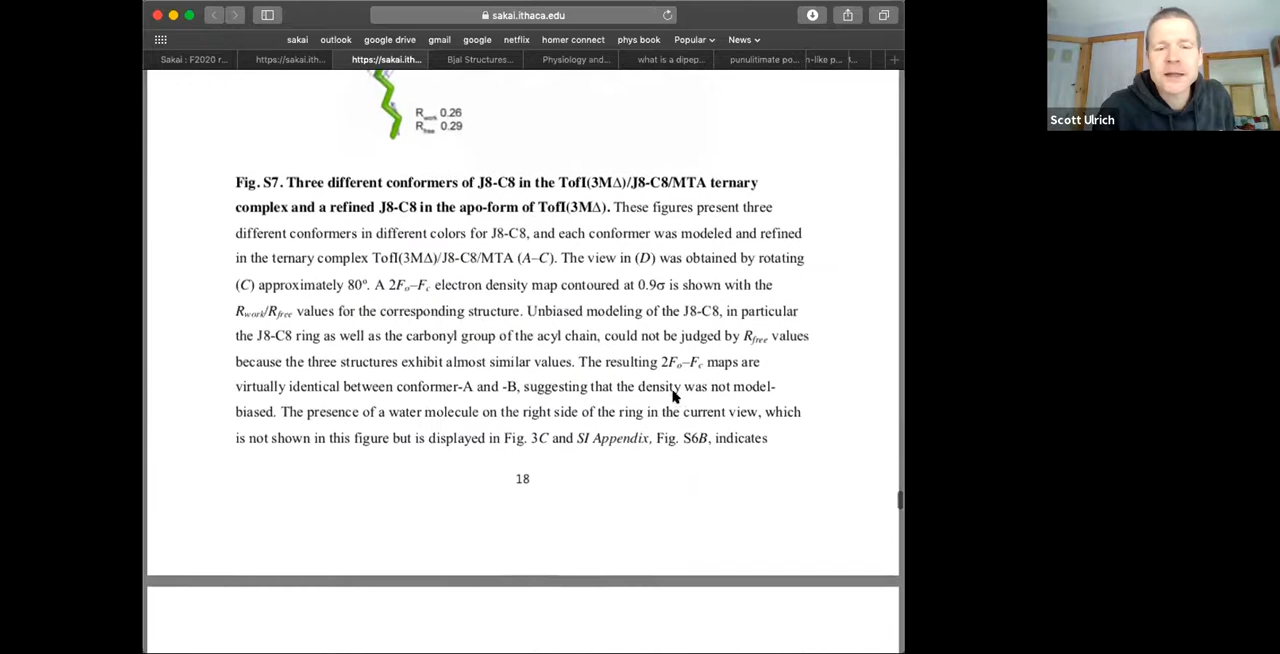 sakai.ithaca.edu
sakai outlook google drive gmail google netflix homer connect phys book Popular News
Sakai : F2020 r... https://sakai.ith... https://sakai.ith... Bjal Structures... Physiology and... what is a dipep... punulitimate po... n-like p...
R work 0.26
R free 0.29
Fig. S7. Three different conformers of J8-C8 in the TofI(3MΔ)/J8-C8/MTA ternary
complex and a refined J8-C8 in the apo-form of TofI(3MΔ). These figures present three
different conformers in different colors for J8-C8, and each conformer was modeled and refined
in the ternary complex TofI(3MΔ)/J8-C8/MTA (A–C). The view in (D) was obtained by rotating
(C) approximately 80°. A 2Fo–Fc electron density map contoured at 0.9σ is shown with the
Rwork/Rfree values for the corresponding structure. Unbiased modeling of the J8-C8, in particular
the J8-C8 ring as well as the carbonyl group of the acyl chain, could not be judged by Rfree values
because the three structures exhibit almost similar values. The resulting 2Fo–Fc maps are
virtually identical between conformer-A and -B, suggesting that the density was not model-
biased. The presence of a water molecule on the right side of the ring in the current view, which
is not shown in this figure but is displayed in Fig. 3C and SI Appendix, Fig. S6B, indicates
18
Scott Ulrich